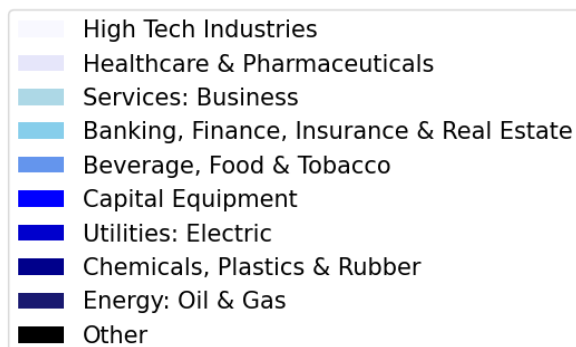 High Tech Industries
Healthcare & Pharmaceuticals
Services: Business
Banking, Finance, Insurance & Real Estate
Beverage, Food & Tobacco
Capital Equipment
Utilities: Electric
Chemicals, Plastics & Rubber
Energy: Oil & Gas
Other